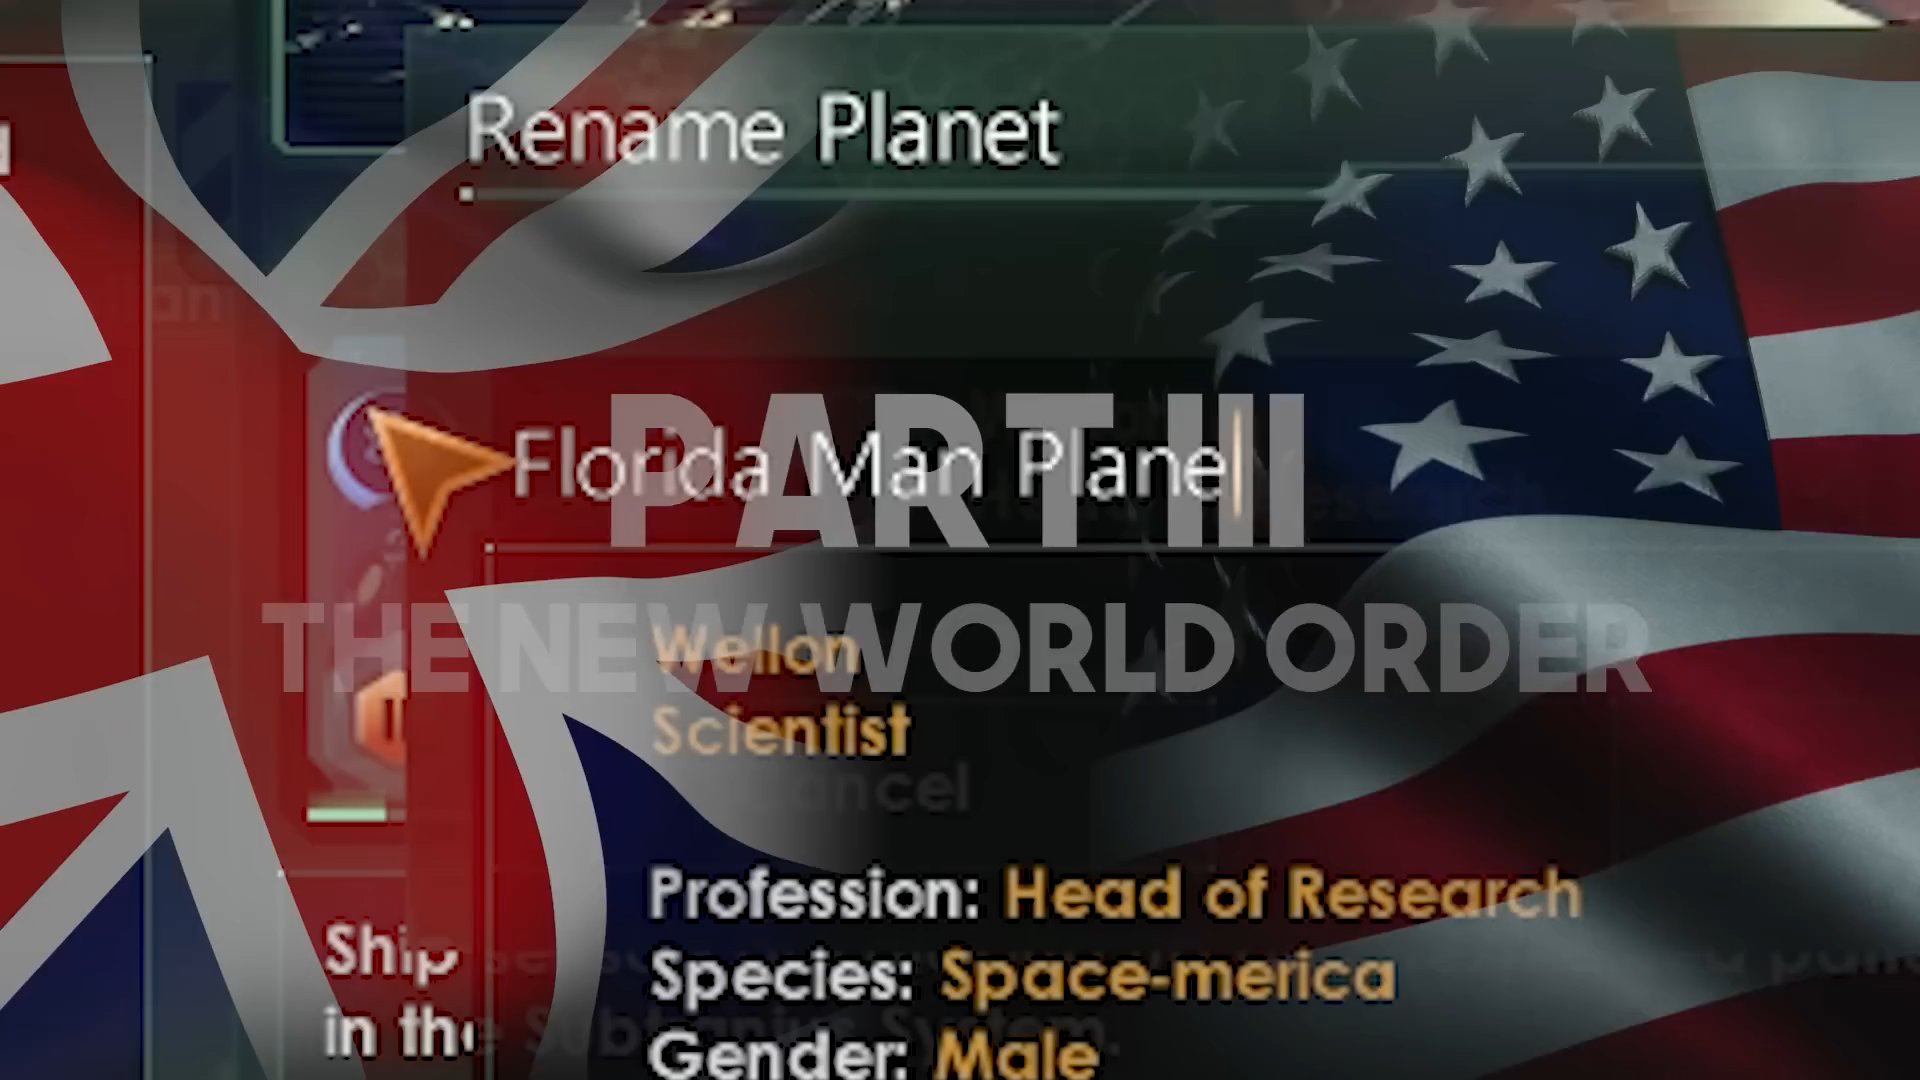 Rename Planet
PART III
Florida Man Plane
THE NEW WORLD ORDER
Wellon
Scientist
Cancel
Profession: Head of Research
Species: Space-merica
Gender: Male
Ship
in the